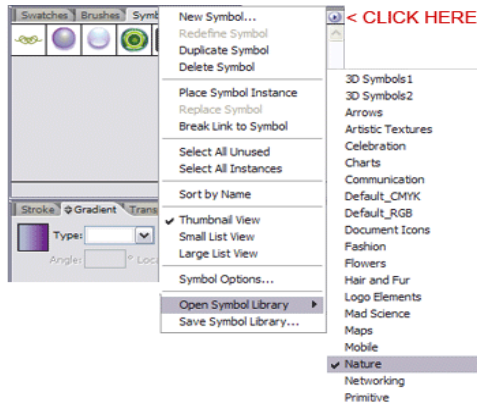 Swatches Brushes Symb
< CLICK HERE
New Symbol...
Redefine Symbol
Duplicate Symbol
Delete Symbol
Place Symbol Instance
Replace Symbol
Break Link to Symbol
Select All Unused
Select All Instances
Sort by Name
Thumbnail View
Small List View
Large List View
Symbol Options...
Open Symbol Library
Save Symbol Library...
Stroke Gradient Trans
Type:
Angle: ° Loca
3D Symbols1
3D Symbols2
Arrows
Artistic Textures
Celebration
Charts
Communication
Default_CMYK
Default_RGB
Document Icons
Fashion
Flowers
Hair and Fur
Logo Elements
Mad Science
Maps
Mobile
Nature
Networking
Primitive